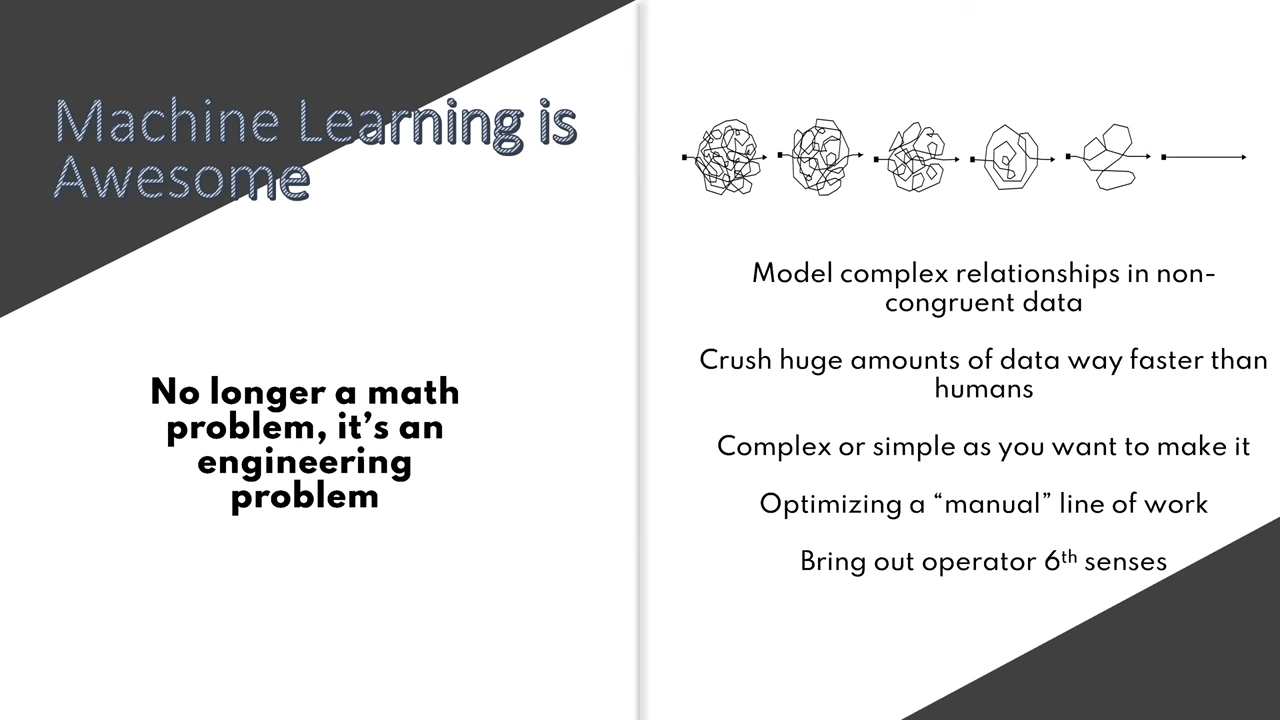 Machine Learning is
Awesome
No longer a math
problem, it’s an
engineering
problem
Model complex relationships in non-
congruent data
Crush huge amounts of data way faster than
humans
Complex or simple as you want to make it
Optimizing a “manual” line of work
Bring out operator 6th senses